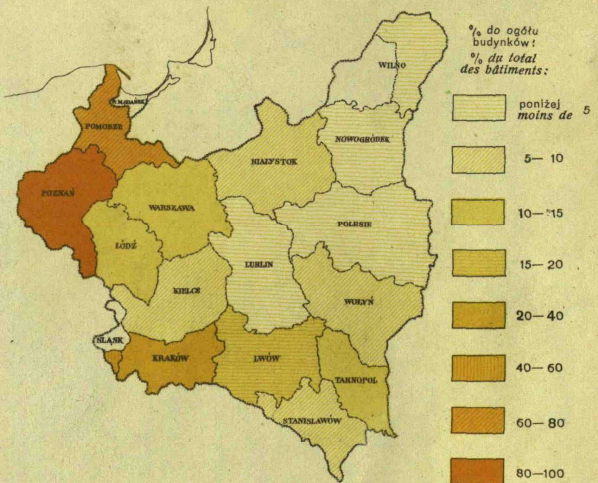 % do ogółu
budynków:
% du total
des bâtiments:
poniżej
moins de 5
5—10
10—15
15—20
20—40
40—60
60—80
80—100
WILNO
W.M.GDAŃSK
POMORZE
NOWOGRÓDEK
BIAŁYSTOK
POZNAŃ
WARSZAWA
POLESIE
ŁÓDŹ
LUBLIN
KIELCE
WOŁYŃ
ŚLĄSK
KRAKÓW
LWÓW
TARNOPOL
STANISŁAWÓW